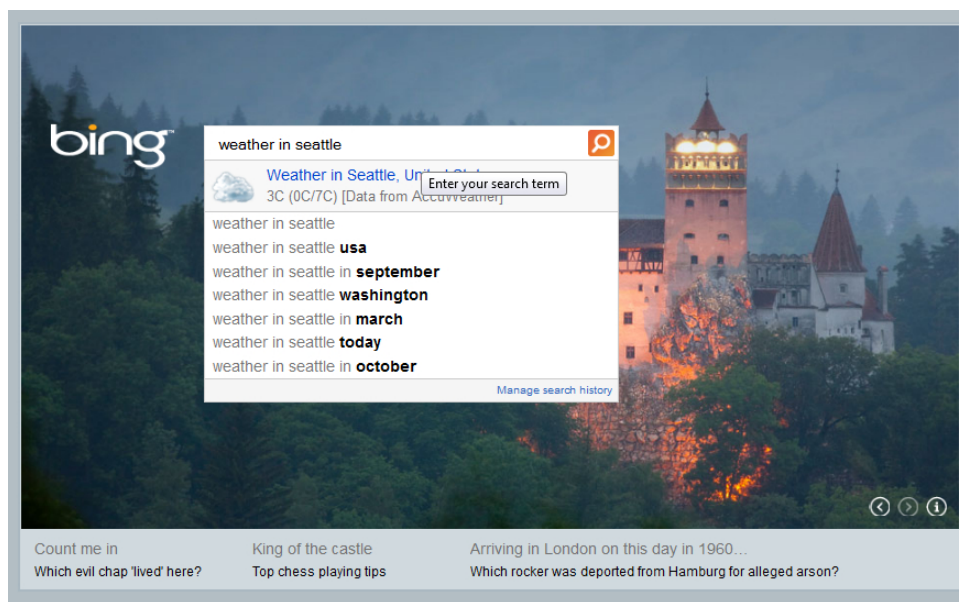 bing
weather in seattle
Weather in Seattle,
Enter your search term
3C (0C/7C) [Data from AccuWeather]
weather in seattle
weather in seattle usa
weather in seattle in september
weather in seattle washington
weather in seattle in march
weather in seattle today
weather in seattle in october
Manage search history
Count me in
Which evil chap 'lived' here?
King of the castle
Top chess playing tips
Arriving in London on this day in 1960...
Which rocker was deported from Hamburg for alleged arson?